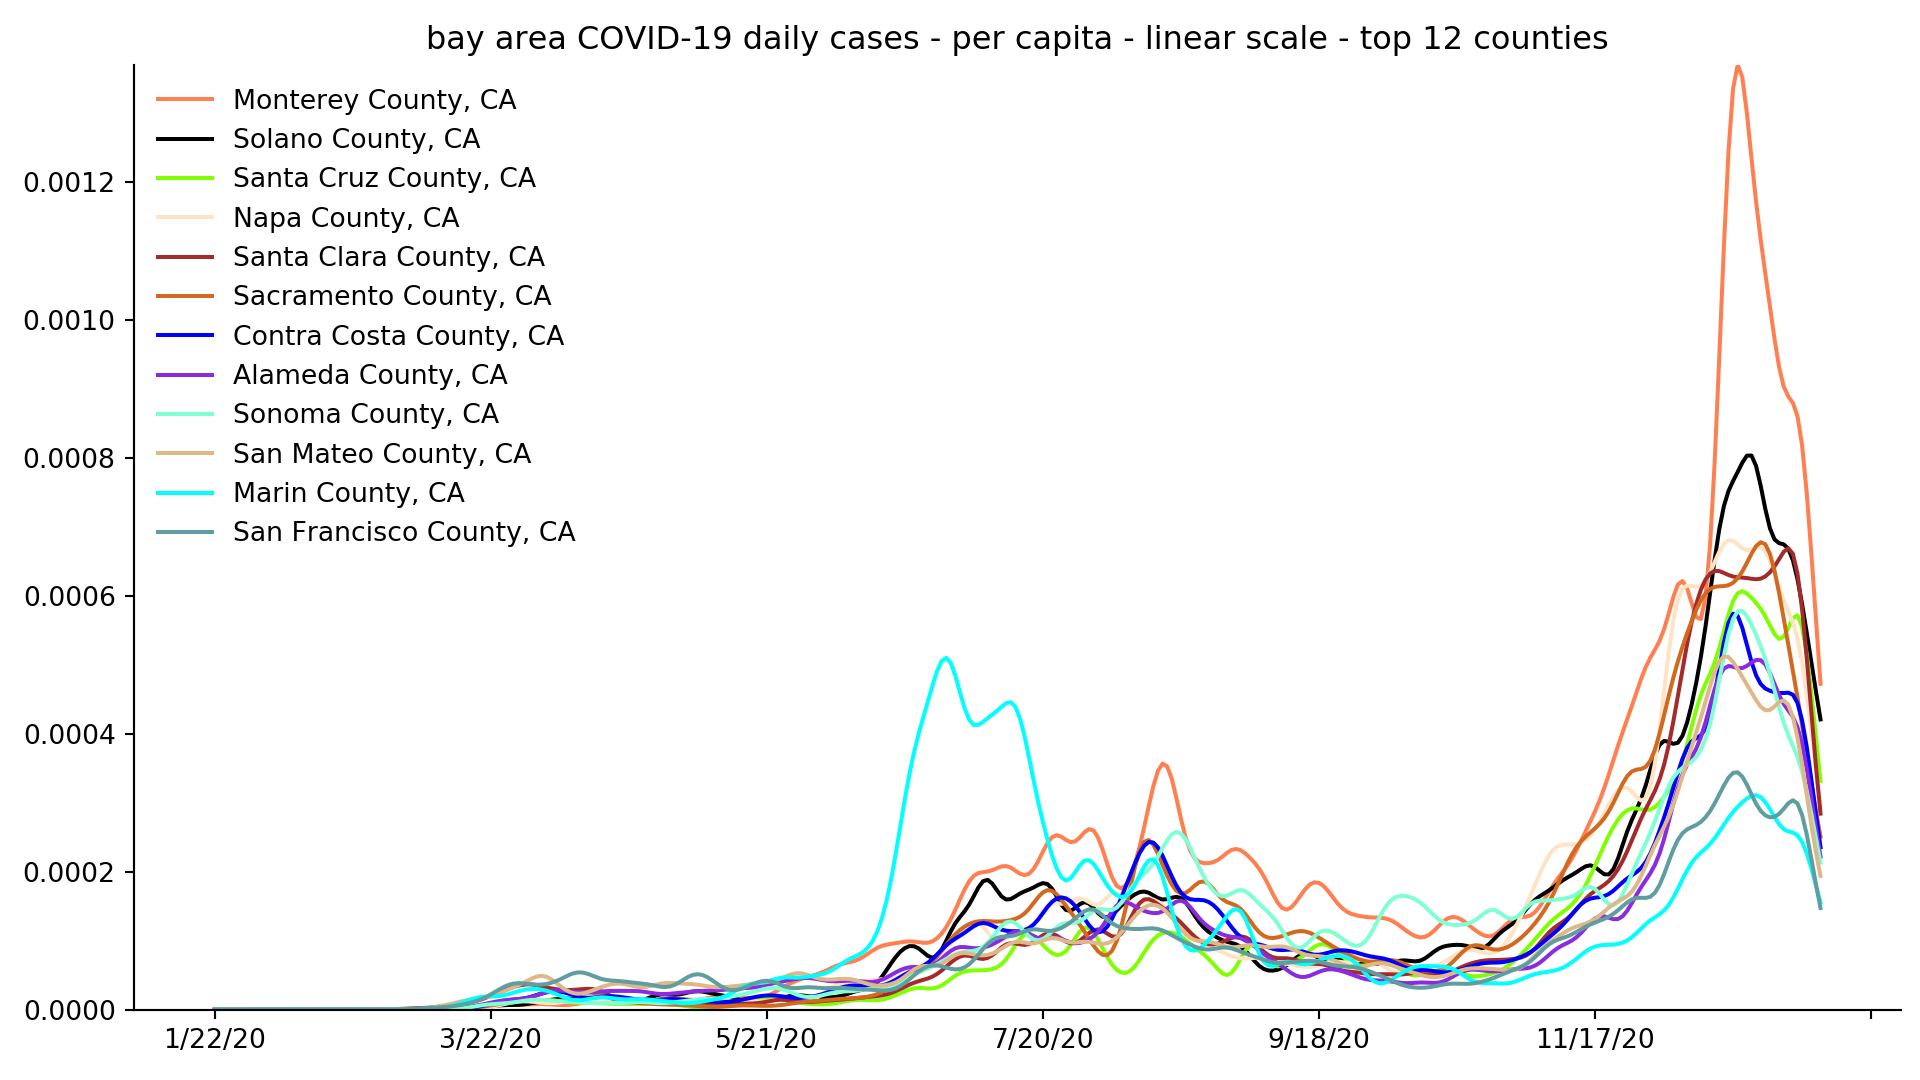 bay area COVID-19 daily cases - per capita - linear scale - top 12 counties
Monterey County, CA
Solano County, CA
Santa Cruz County, CA
Napa County, CA
Santa Clara County, CA
Sacramento County, CA
Contra Costa County, CA
Alameda County, CA
Sonoma County, CA
San Mateo County, CA
Marin County, CA
San Francisco County, CA
0.0012
0.0010
0.0008
0.0006
0.0004
0.0002
0.0000
1/22/20 3/22/20 5/21/20 7/20/20 9/18/20 11/17/20